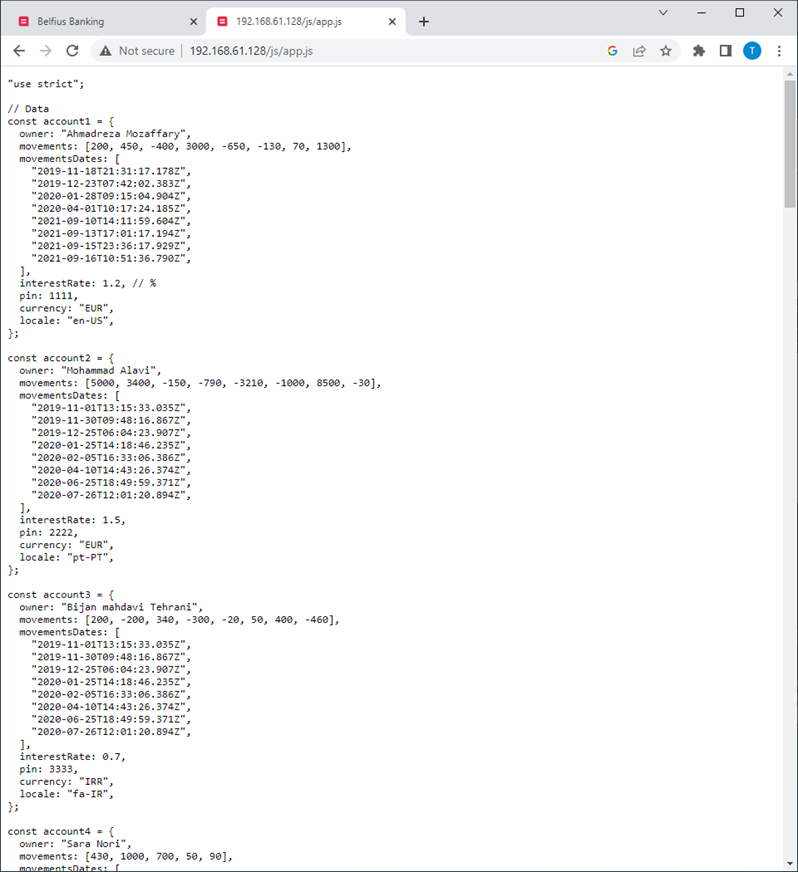 Belfius Banking
192.168.61.128/js/app.js
Not secure
192.168.61.128/js/app.js
T
"use strict";
// Data
const account1 = {
  owner: "Ahmadreza Mozaffary",
  movements: [200, 450, -400, 3000, -650, -130, 70, 1300],
  movementsDates: [
    "2019-11-18T21:31:17.178Z",
    "2019-12-23T07:42:02.383Z",
    "2020-01-28T09:15:04.904Z",
    "2020-04-01T10:17:24.185Z",
    "2021-09-10T14:11:59.604Z",
    "2021-09-13T17:01:17.194Z",
    "2021-09-15T23:36:17.929Z",
    "2021-09-16T10:51:36.790Z",
  ],
  interestRate: 1.2, // %
  pin: 1111,
  currency: "EUR",
  locale: "en-US",
};
const account2 = {
  owner: "Mohammad Alavi",
  movements: [5000, 3400, -150, -790, -3210, -1000, 8500, -30],
  movementsDates: [
    "2019-11-01T13:15:33.035Z",
    "2019-11-30T09:48:16.867Z",
    "2019-12-25T06:04:23.907Z",
    "2020-01-25T14:18:46.235Z",
    "2020-02-05T16:33:06.386Z",
    "2020-04-10T14:43:26.374Z",
    "2020-06-25T18:49:59.371Z",
    "2020-07-26T12:01:20.894Z",
  ],
  interestRate: 1.5,
  pin: 2222,
  currency: "EUR",
  locale: "pt-PT",
};
const account3 = {
  owner: "Bijan mahdavi Tehrani",
  movements: [200, -200, 340, -300, -20, 50, 400, -460],
  movementsDates: [
    "2019-11-01T13:15:33.035Z",
    "2019-11-30T09:48:16.867Z",
    "2019-12-25T06:04:23.907Z",
    "2020-01-25T14:18:46.235Z",
    "2020-02-05T16:33:06.386Z",
    "2020-04-10T14:43:26.374Z",
    "2020-06-25T18:49:59.371Z",
    "2020-07-26T12:01:20.894Z",
  ],
  interestRate: 0.7,
  pin: 3333,
  currency: "IRR",
  locale: "fa-IR",
};
const account4 = {
  owner: "Sara Nori",
  movements: [430, 1000, 700, 50, 90],
  movementsDates: [